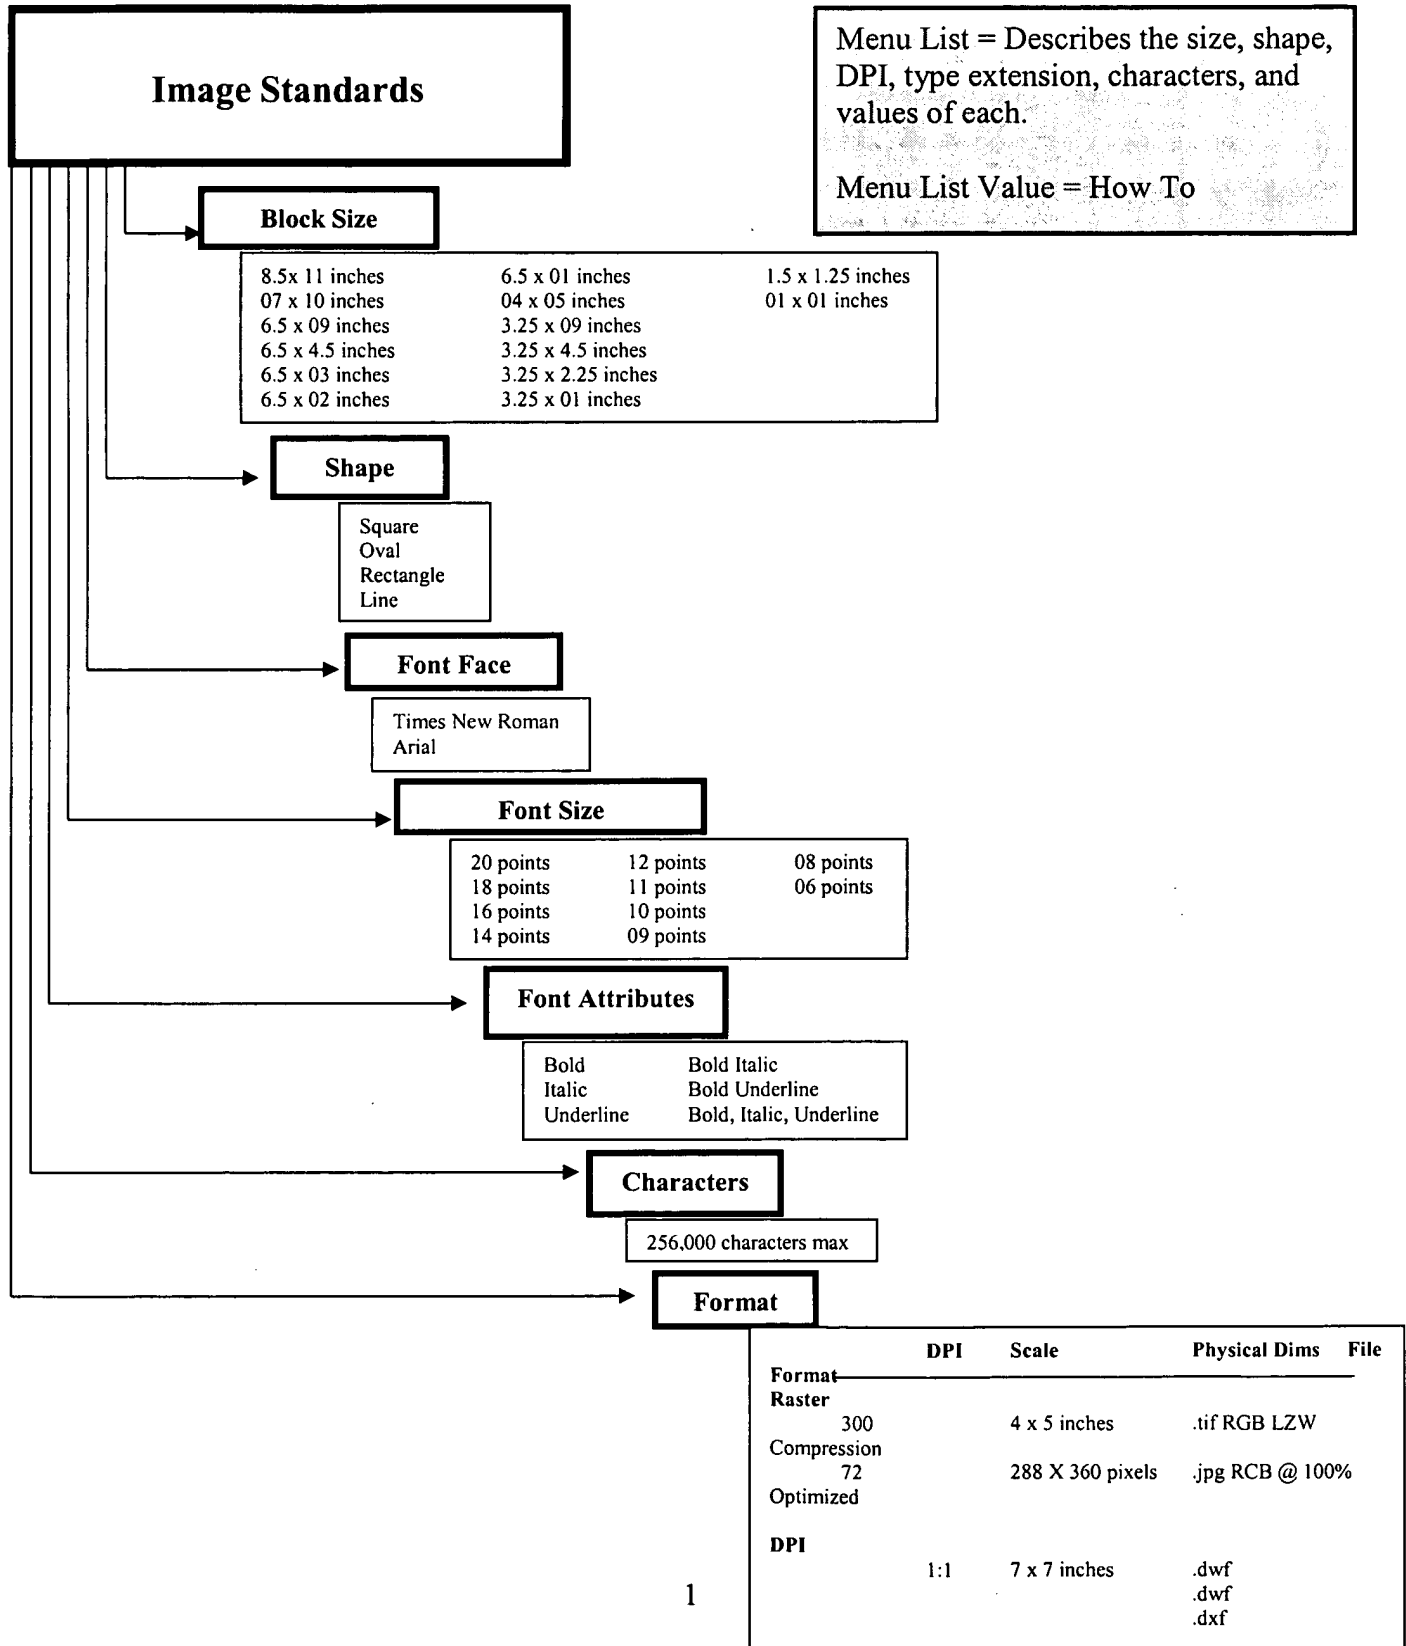 Image Standards
Menu List = Describes the size, shape,
DPI, type extension, characters, and
values of each.
Menu List Value = How To
Block Size
8.5x 11 inches 6.5 x 01 inches 1.5 x 1.25 inches
07 x 10 inches 04 x 05 inches 01 x 01 inches
6.5 x 09 inches 3.25 x 09 inches
6.5 x 4.5 inches 3.25 x 4.5 inches
6.5 x 03 inches 3.25 x 2.25 inches
6.5 x 02 inches 3.25 x 01 inches
Shape
Square
Oval
Rectangle
Line
Font Face
Times New Roman
Arial
Font Size
20 points 12 points 08 points
18 points 11 points 06 points
16 points 10 points
14 points 09 points
Font Attributes
Bold Bold Italic
Italic Bold Underline
Underline Bold, Italic, Underline
Characters
256,000 characters max
Format
DPI Scale Physical Dims File
Format
Raster
300 4 x 5 inches .tif RGB LZW
Compression
72 288 X 360 pixels .jpg RCB @ 100%
Optimized
DPI
1:1 7 x 7 inches .dwf
.dwf
.dxf
1